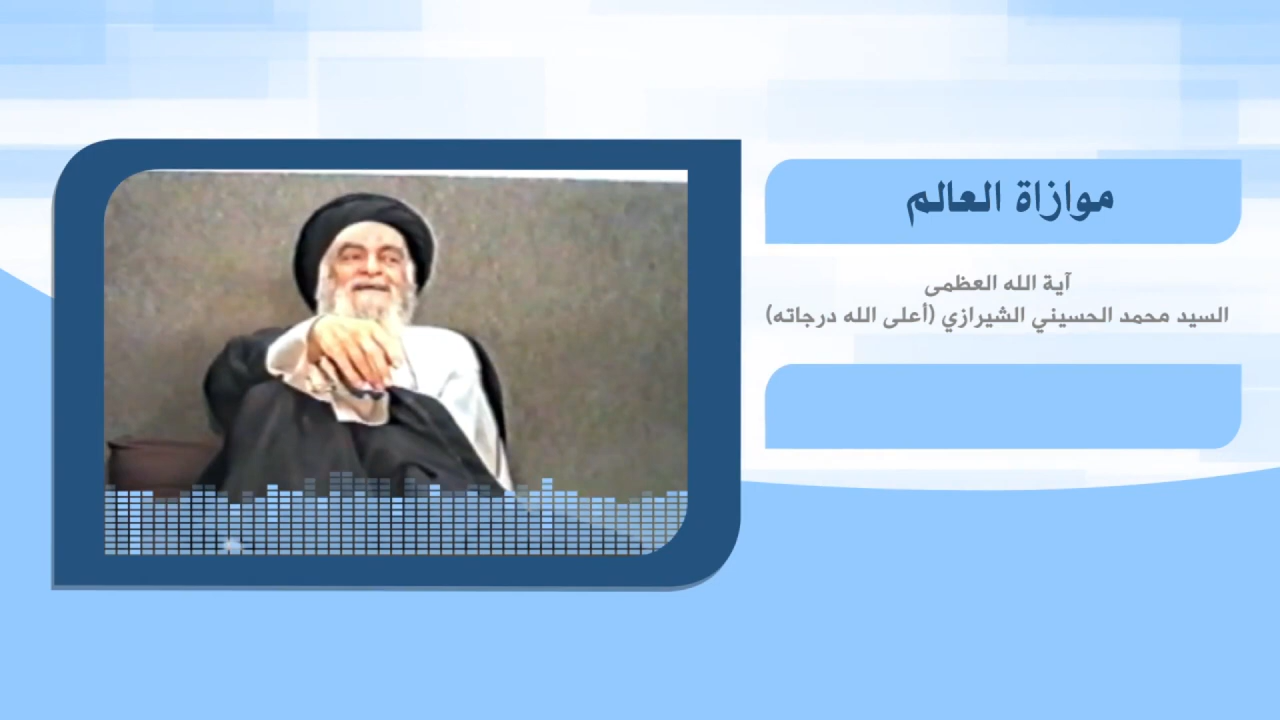 موازاة العالم
آية الله العظمى
السيد محمد الحسيني الشيرازي (أعلى الله درجاته)